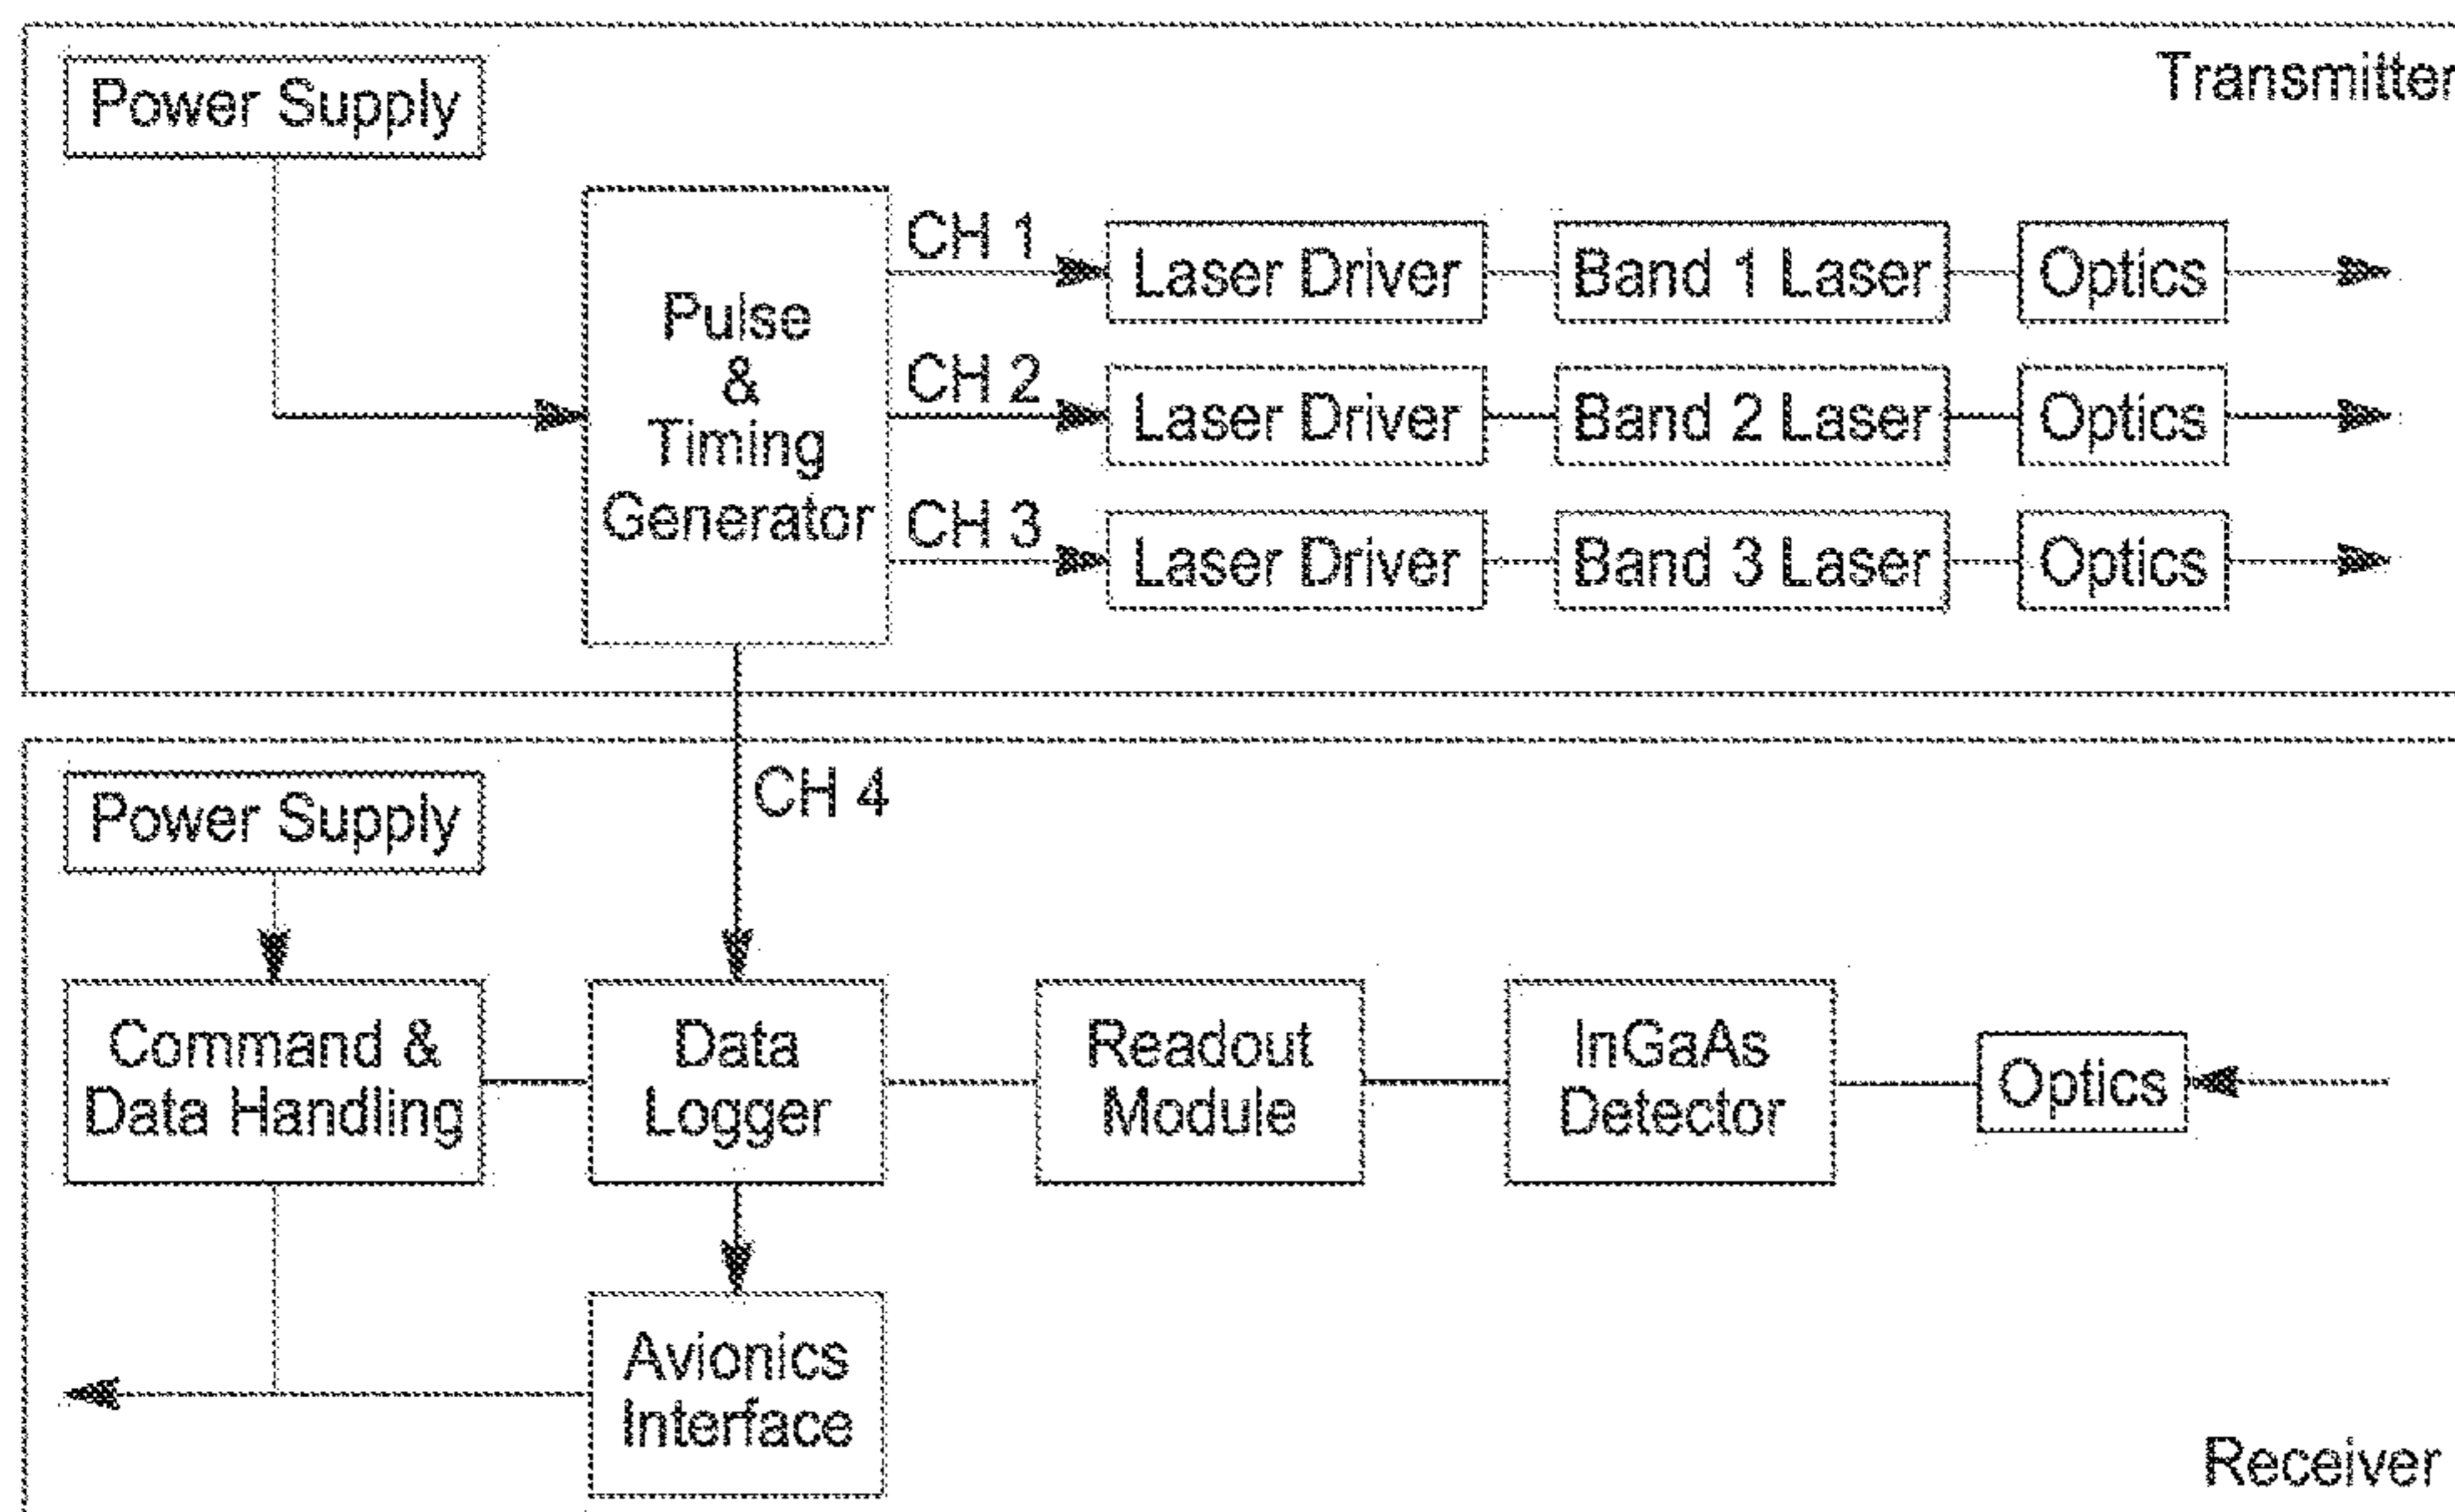 Transmitter
Power Supply
Pulse
&
Timing
Generator
CH 1
Laser Driver
Band 1 Laser
Optics
CH 2
Laser Driver
Band 2 Laser
Optics
CH 3
Laser Driver
Band 3 Laser
Optics
CH 4
Power Supply
Command &
Data Handling
Data
Logger
Readout
Module
InGaAs
Detector
Optics
Avionics
Interface
Receiver